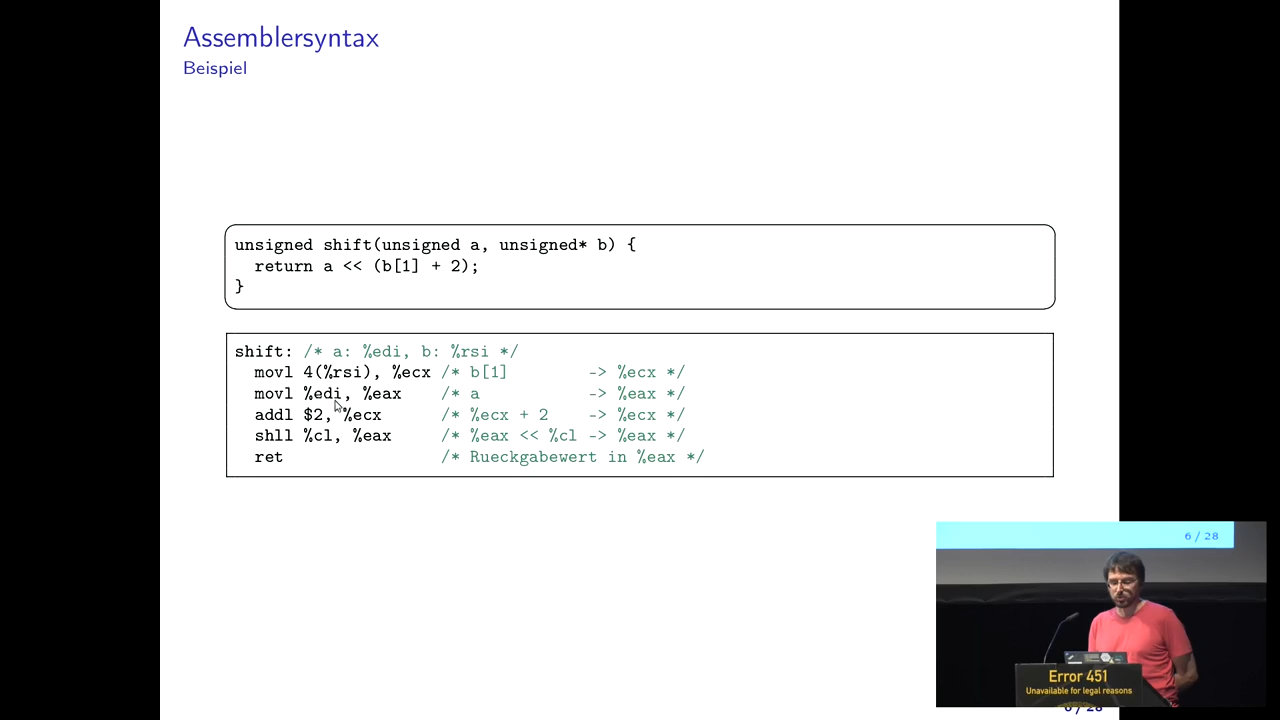 Assemblersyntax
Beispiel
unsigned shift(unsigned a, unsigned* b) {
  return a << (b[1] + 2);
}
shift: /* a: %edi, b: %rsi */
  movl 4(%rsi), %ecx /* b[1]        -> %ecx */
  movl %edi, %eax    /* a           -> %eax */
  addl $2, %ecx      /* %ecx + 2    -> %ecx */
  shll %cl, %eax     /* %eax << %cl -> %eax */
  ret                /* Rueckgabewert in %eax */
6 / 28
Error 451
Unavailable for legal reasons
6 / 28